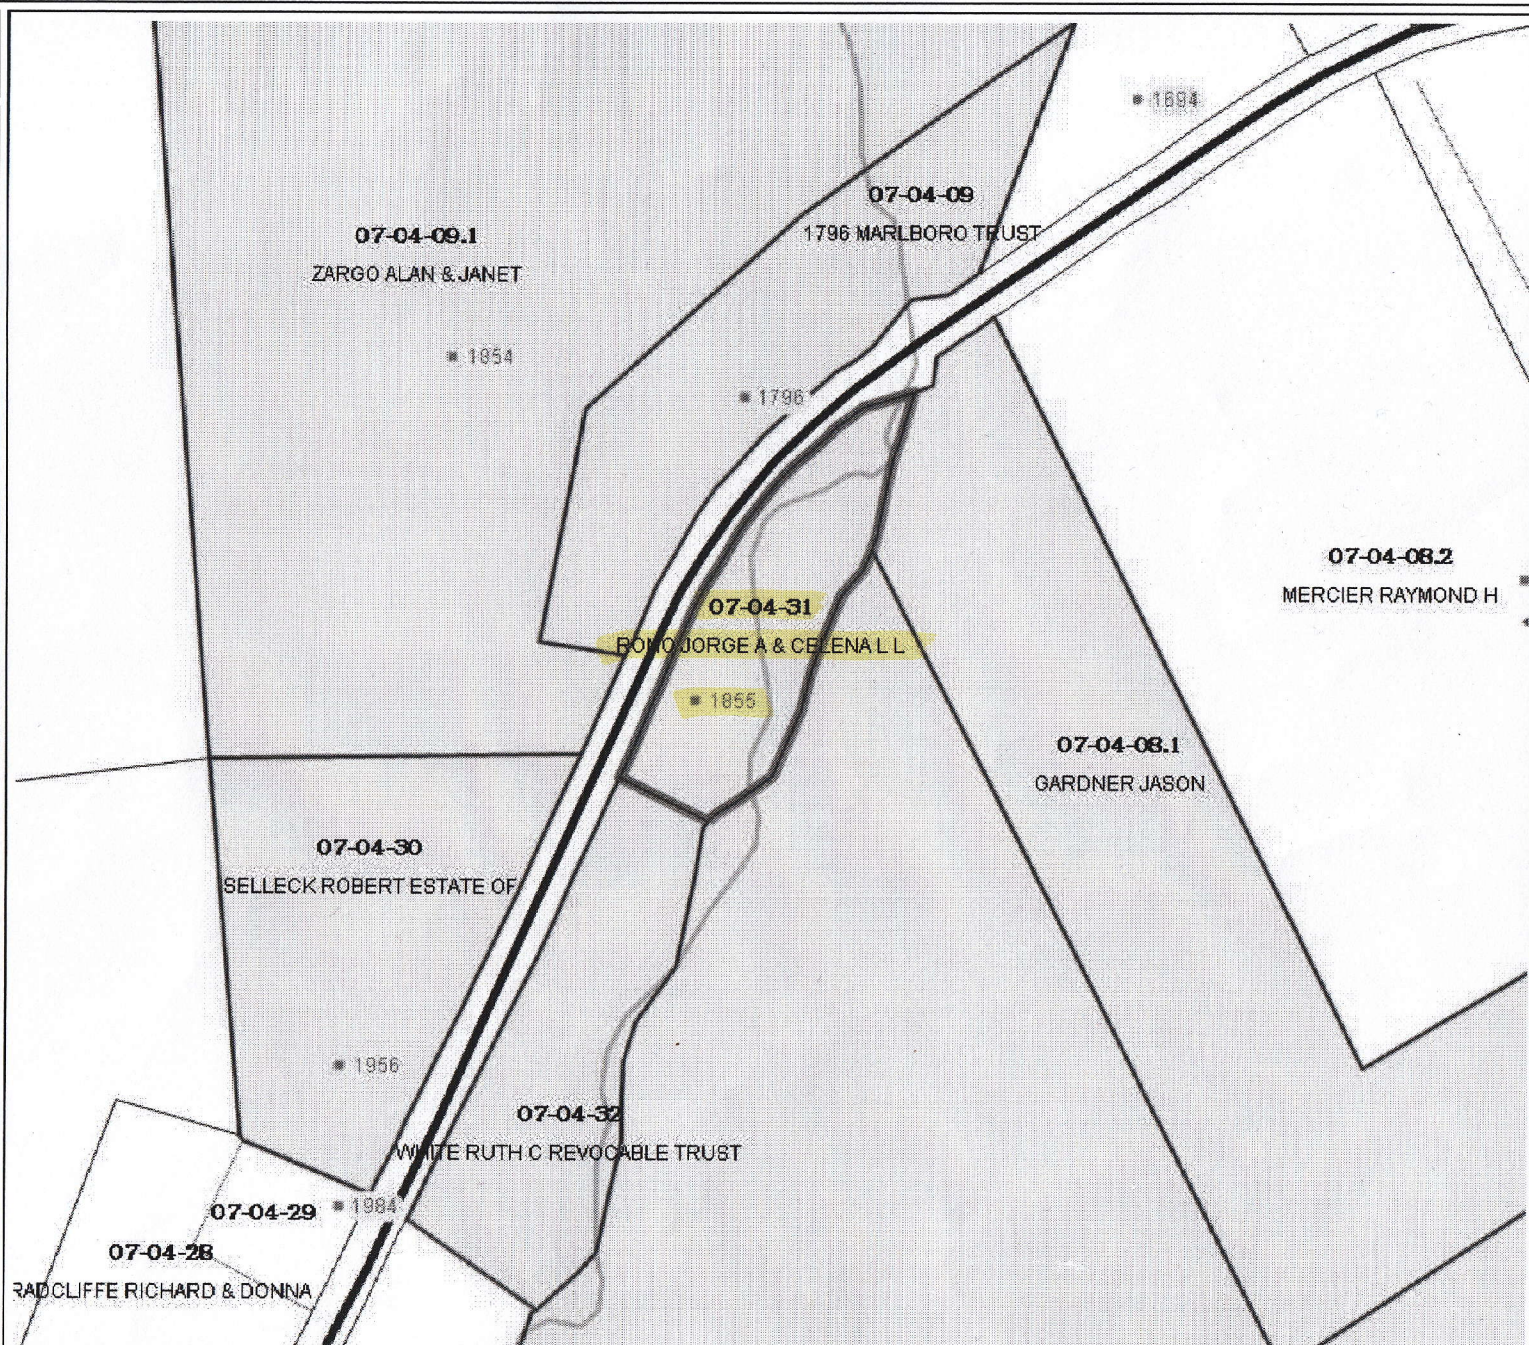 1694
07-04-09
1796 MARLBORO TRUST
07-04-09.1
ZARGO ALAN & JANET
1854
1796
07-04-08.2
MERCIER RAYMOND H
07-04-31
ROMO JORGE A & CELENA L L
1855
07-04-08.1
GARDNER JASON
07-04-30
SELLECK ROBERT ESTATE OF
1956
07-04-32
WHITE RUTH C REVOCABLE TRUST
1984
07-04-29
07-04-28
RADCLIFFE RICHARD & DONNA